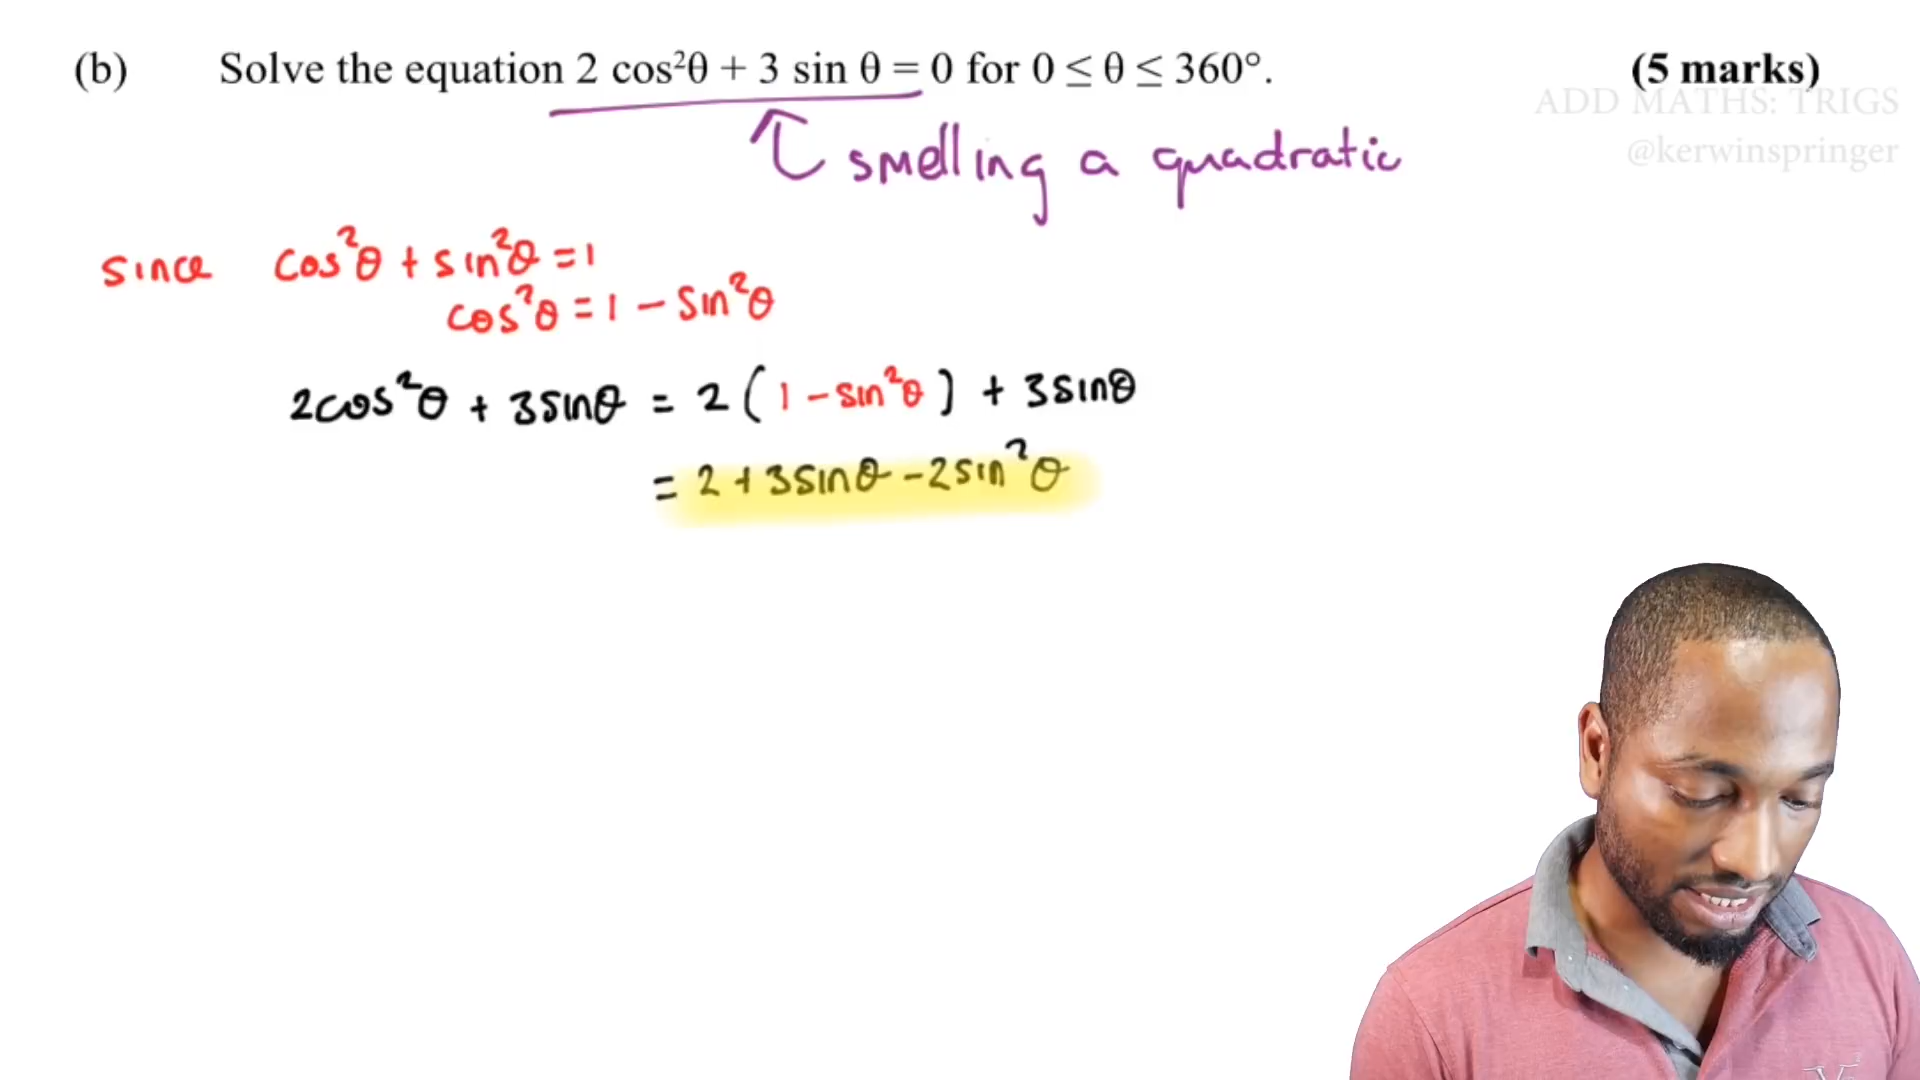 (b) Solve the equation 2 cos²θ + 3 sin θ = 0 for 0 ≤ θ ≤ 360°. (5 marks)
ADD MATHS: TRIGS
@kerwinspringer
smelling a quadratic
since cos²θ + sin²θ = 1
cos²θ = 1 − sin²θ
2cos²θ + 3sinθ = 2(1 − sin²θ) + 3sinθ
= 2 + 3sinθ − 2sin²θ